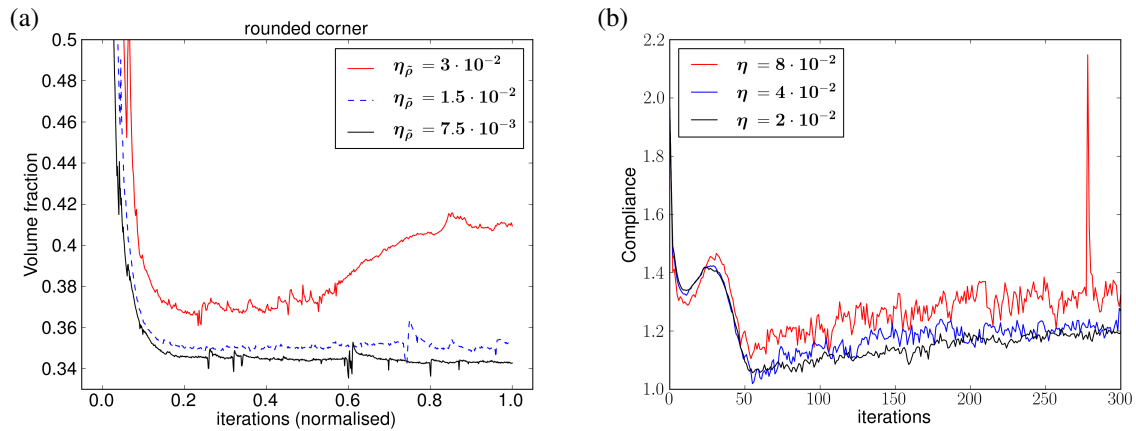 (a)
rounded corner
Volume fraction
0.5
0.48
0.46
0.44
0.42
0.4
0.38
0.36
0.34
η_ρ̃ = 3 · 10⁻²
η_ρ̃ = 1.5 · 10⁻²
η_ρ̃ = 7.5 · 10⁻³
0.0 0.2 0.4 0.6 0.8 1.0
iterations (normalised)
(b)
Compliance
2.2
2.0
1.8
1.6
1.4
1.2
1.0
η = 8 · 10⁻²
η = 4 · 10⁻²
η = 2 · 10⁻²
0 50 100 150 200 250 300
iterations